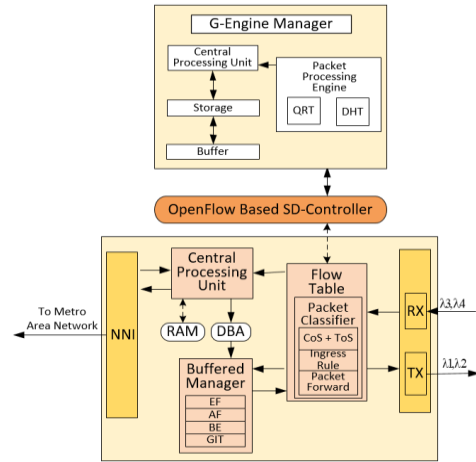 G-Engine Manager
Central
Processing Unit
Storage
Buffer
Packet
Processing
Engine
QRT
DHT
OpenFlow Based SD-Controller
To Metro
Area Network
NNI
Central
Processing
Unit
RAM
DBA
Buffered
Manager
EF
AF
BE
GIT
Flow
Table
Packet
Classifier
CoS + ToS
Ingress
Rule
Packet
Forward
RX
TX
λ3,λ4
λ1,λ2